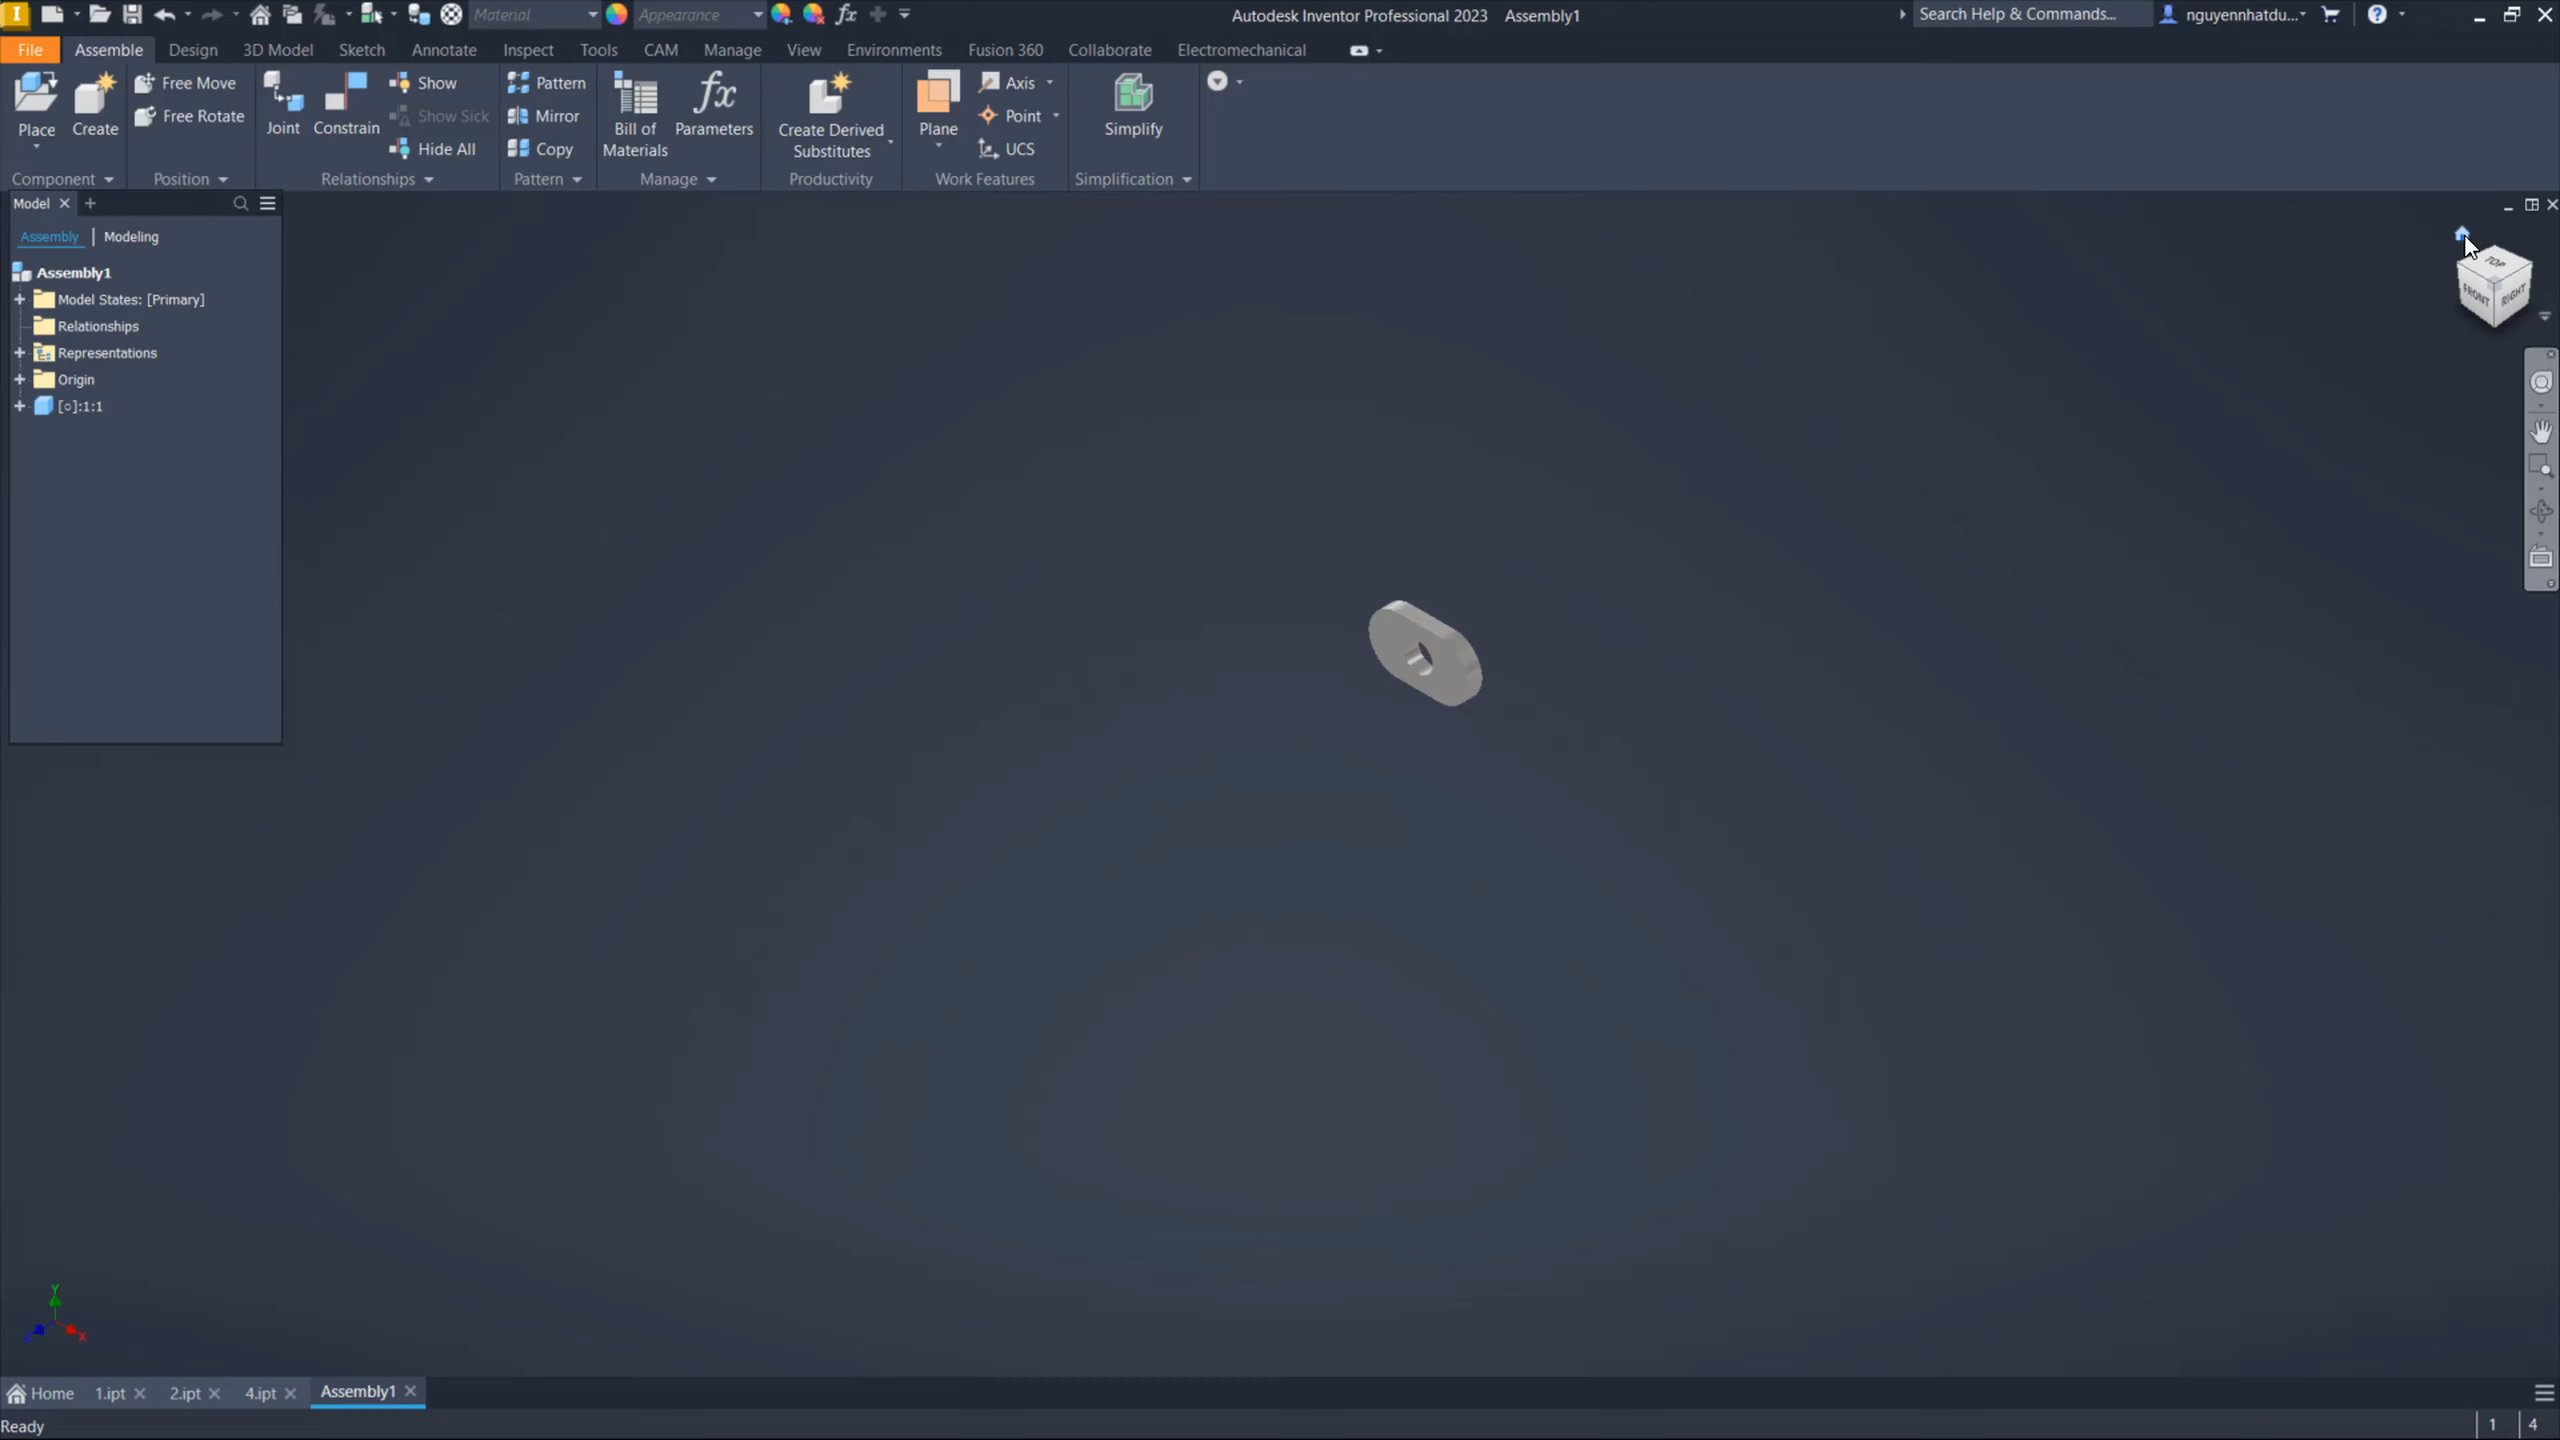 Material
Appearance
Autodesk Inventor Professional 2023 Assembly1
Search Help & Commands...
nguyennhatdu...
File Assemble Design 3D Model Sketch Annotate Inspect Tools CAM Manage View Environments Fusion 360 Collaborate Electromechanical
Place
Create
Free Move
Free Rotate
Joint
Constrain
Show
Show Sick
Hide All
Pattern
Mirror
Copy
Bill of
Materials
fx
Parameters
Create Derived
Substitutes
Plane
Axis
Point
UCS
Simplify
Component Position Relationships Pattern Manage Productivity Work Features Simplification
Model
Assembly | Modeling
Assembly1
Model States: [Primary]
Relationships
Representations
Origin
[○]:1:1
TOP
FRONT
RIGHT
Y
Z
X
Home 1.ipt 2.ipt 4.ipt Assembly1
Ready
1 4